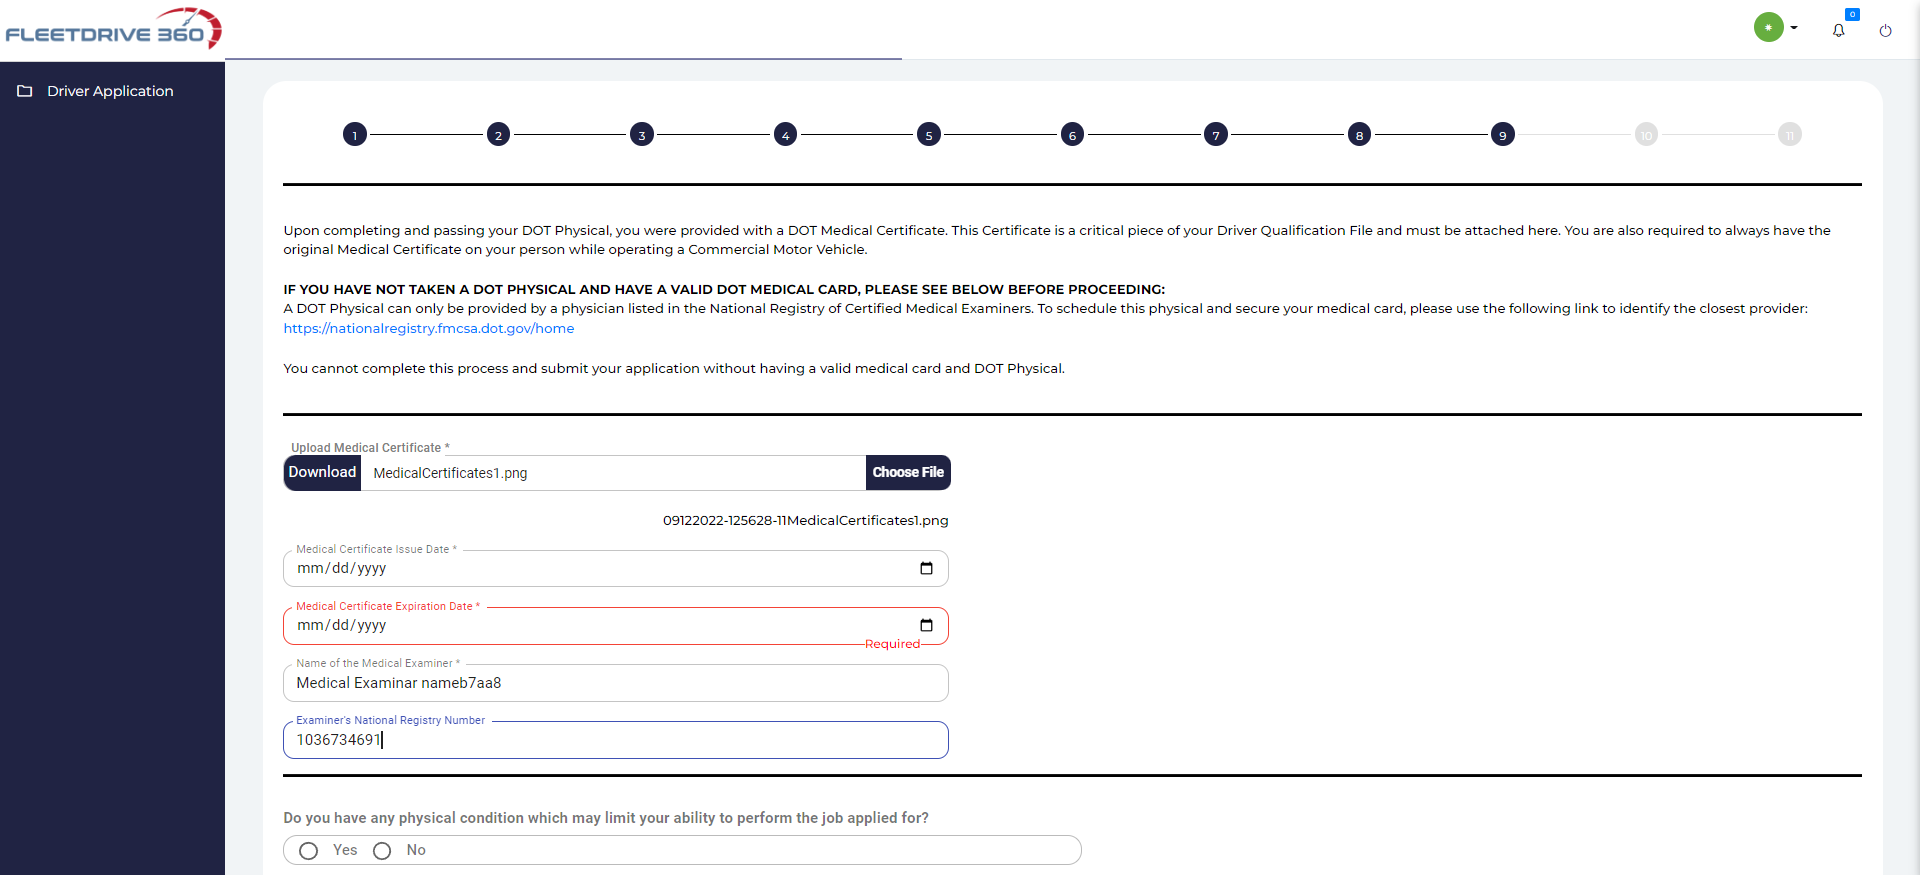 FLEETDRIVE 360
0
Driver Application
1 2 3 4 5 6 7 8 9 10 11
Upon completing and passing your DOT Physical, you were provided with a DOT Medical Certificate. This Certificate is a critical piece of your Driver Qualification File and must be attached here. You are also required to always have the
original Medical Certificate on your person while operating a Commercial Motor Vehicle.
IF YOU HAVE NOT TAKEN A DOT PHYSICAL AND HAVE A VALID DOT MEDICAL CARD, PLEASE SEE BELOW BEFORE PROCEEDING:
A DOT Physical can only be provided by a physician listed in the National Registry of Certified Medical Examiners. To schedule this physical and secure your medical card, please use the following link to identify the closest provider:
https://nationalregistry.fmcsa.dot.gov/home
You cannot complete this process and submit your application without having a valid medical card and DOT Physical.
Upload Medical Certificate *
Download MedicalCertificates1.png Choose File
09122022-125628-11MedicalCertificates1.png
Medical Certificate Issue Date *
mm/dd/yyyy
Medical Certificate Expiration Date *
mm/dd/yyyy
Required
Name of the Medical Examiner *
Medical Examinar nameb7aa8
Examiner's National Registry Number
1036734691
Do you have any physical condition which may limit your ability to perform the job applied for?
Yes No